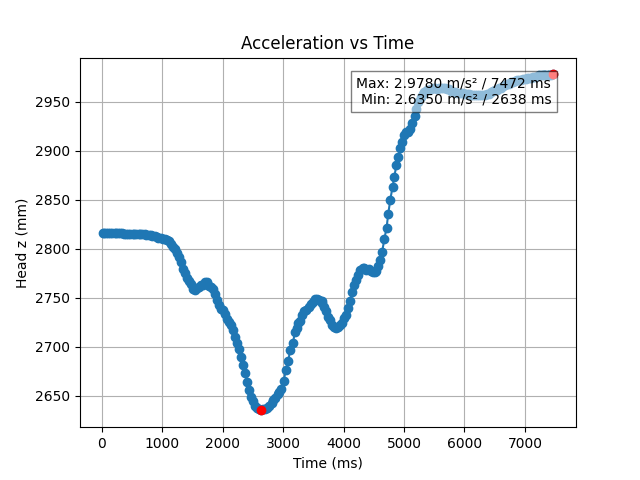 Acceleration vs Time
Max: 2.9780 m/s² / 7472 ms
Min: 2.6350 m/s² / 2638 ms
2950
2900
2850
2800
2750
2700
2650
Head z (mm)
0 1000 2000 3000 4000 5000 6000 7000
Time (ms)